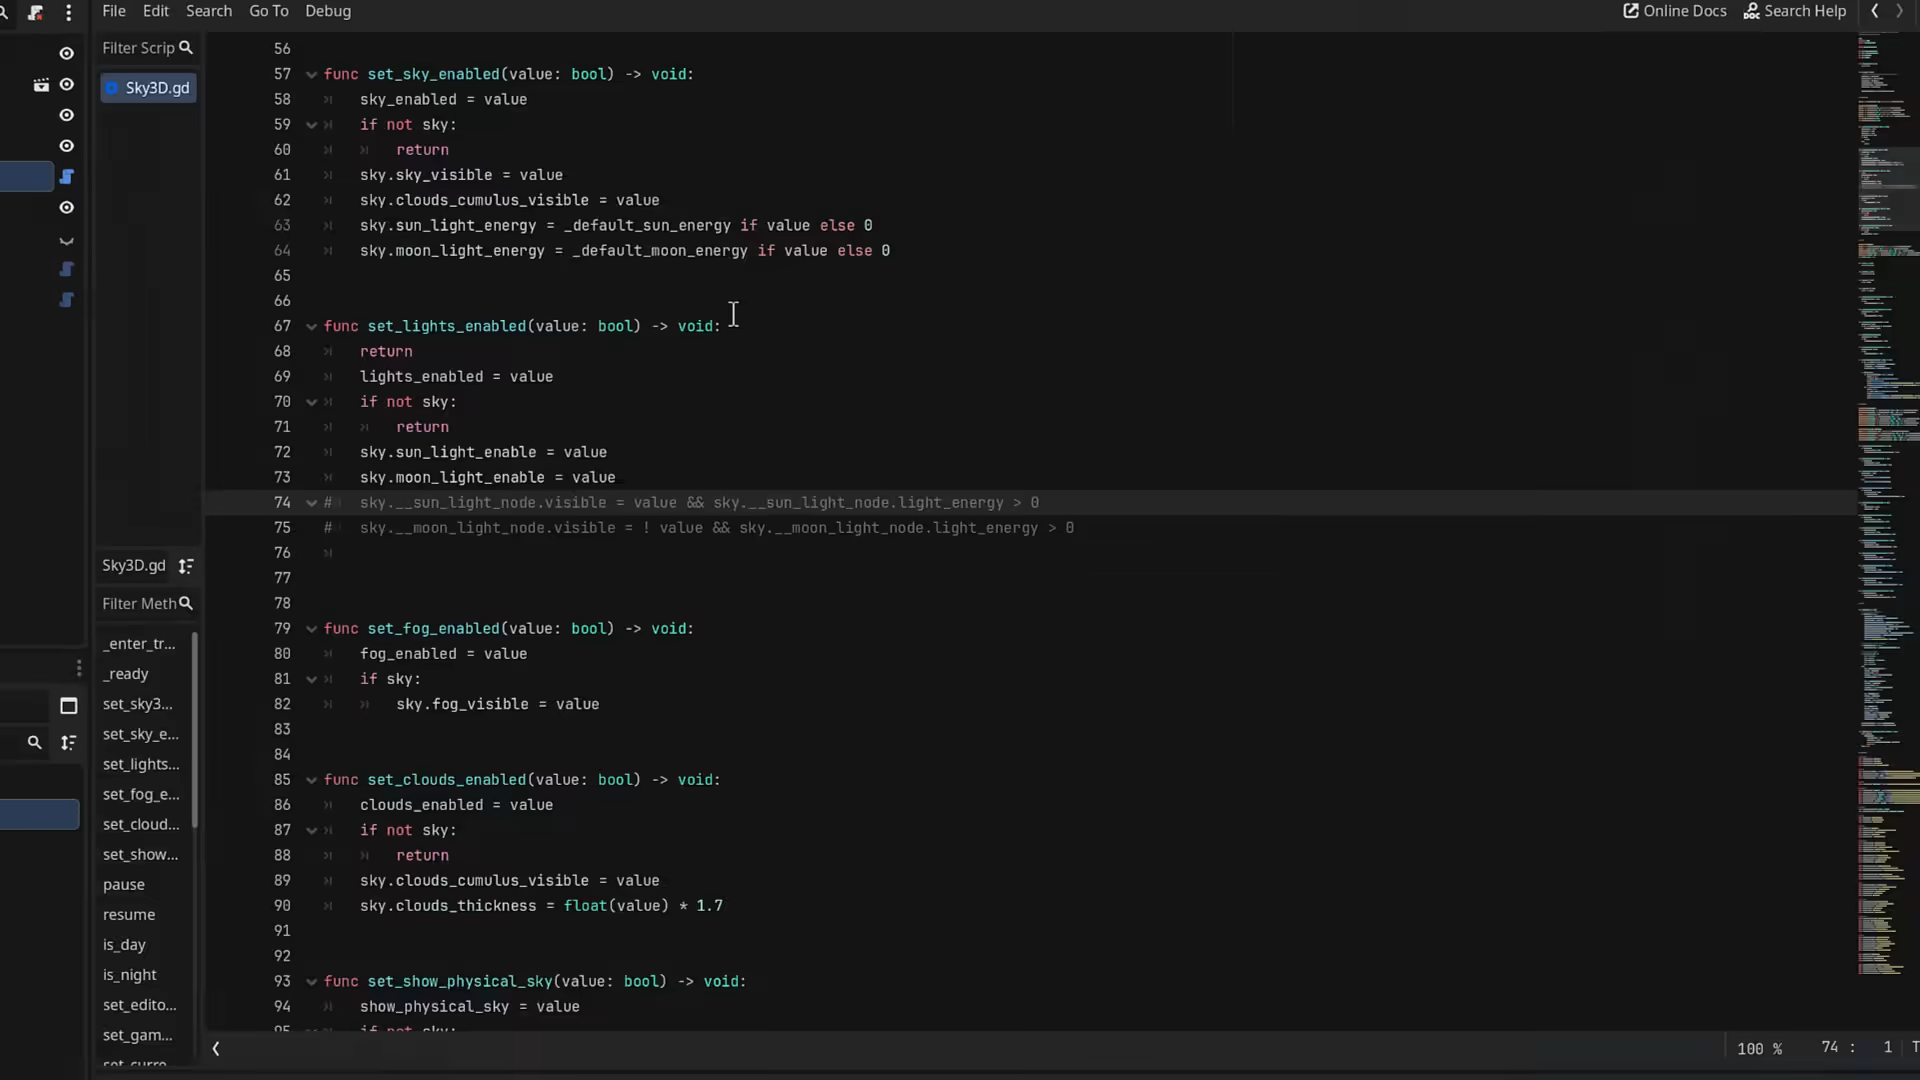 File Edit Search Go To Debug
Online Docs Search Help
Filter Scrip
Sky3D.gd
56
57 func set_sky_enabled(value: bool) -> void:
58 sky_enabled = value
59 if not sky:
60 return
61 sky.sky_visible = value
62 sky.clouds_cumulus_visible = value
63 sky.sun_light_energy = _default_sun_energy if value else 0
64 sky.moon_light_energy = _default_moon_energy if value else 0
65
66
67 func set_lights_enabled(value: bool) -> void:
68 return
69 lights_enabled = value
70 if not sky:
71 return
72 sky.sun_light_enable = value
73 sky.moon_light_enable = value
74 # sky.__sun_light_node.visible = value && sky.__sun_light_node.light_energy > 0
75 # sky.__moon_light_node.visible = ! value && sky.__moon_light_node.light_energy > 0
76
77
78
79 func set_fog_enabled(value: bool) -> void:
80 fog_enabled = value
81 if sky:
82 sky.fog_visible = value
83
84
85 func set_clouds_enabled(value: bool) -> void:
86 clouds_enabled = value
87 if not sky:
88 return
89 sky.clouds_cumulus_visible = value
90 sky.clouds_thickness = float(value) * 1.7
91
92
93 func set_show_physical_sky(value: bool) -> void:
94 show_physical_sky = value
95 if not sky:
Sky3D.gd
Filter Meth
_enter_tr...
_ready
set_sky3...
set_sky_e...
set_lights...
set_fog_e...
set_cloud...
set_show...
pause
resume
is_day
is_night
set_edito...
set_gam...
set_curre...
100 % 74 : 1